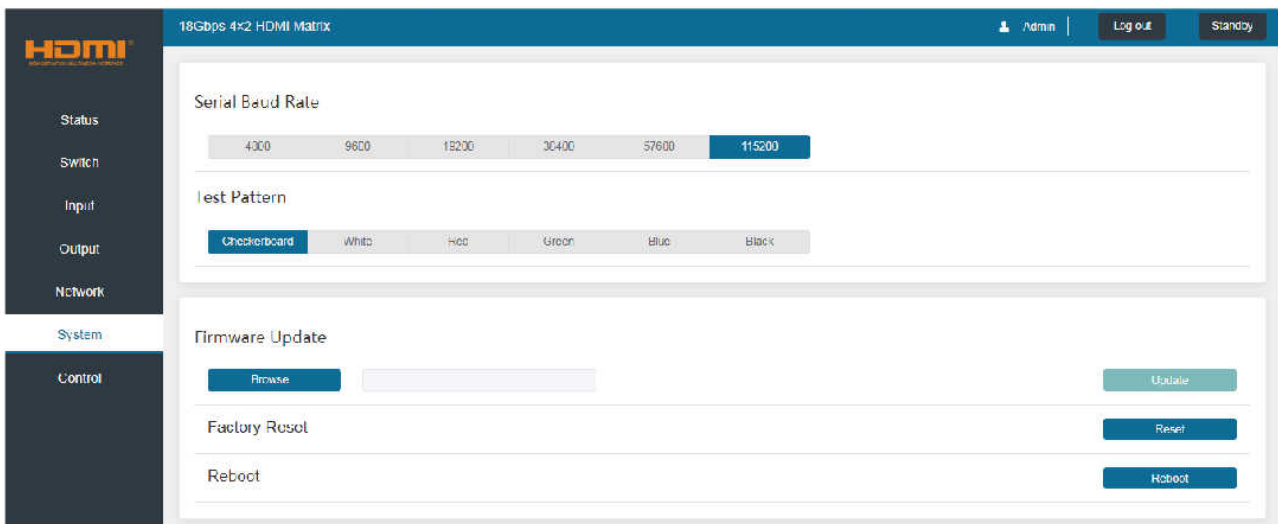 18Gbps 4×2 HDMI Matrix
Admin
Log out
Standby
HDMI
Status
Switch
Input
Output
Network
System
Control
Serial Baud Rate
4800 9600 19200 38400 57600 115200
Test Pattern
Checkerboard White Red Green Blue Black
Firmware Update
Browse Update
Factory Reset Reset
Reboot Reboot